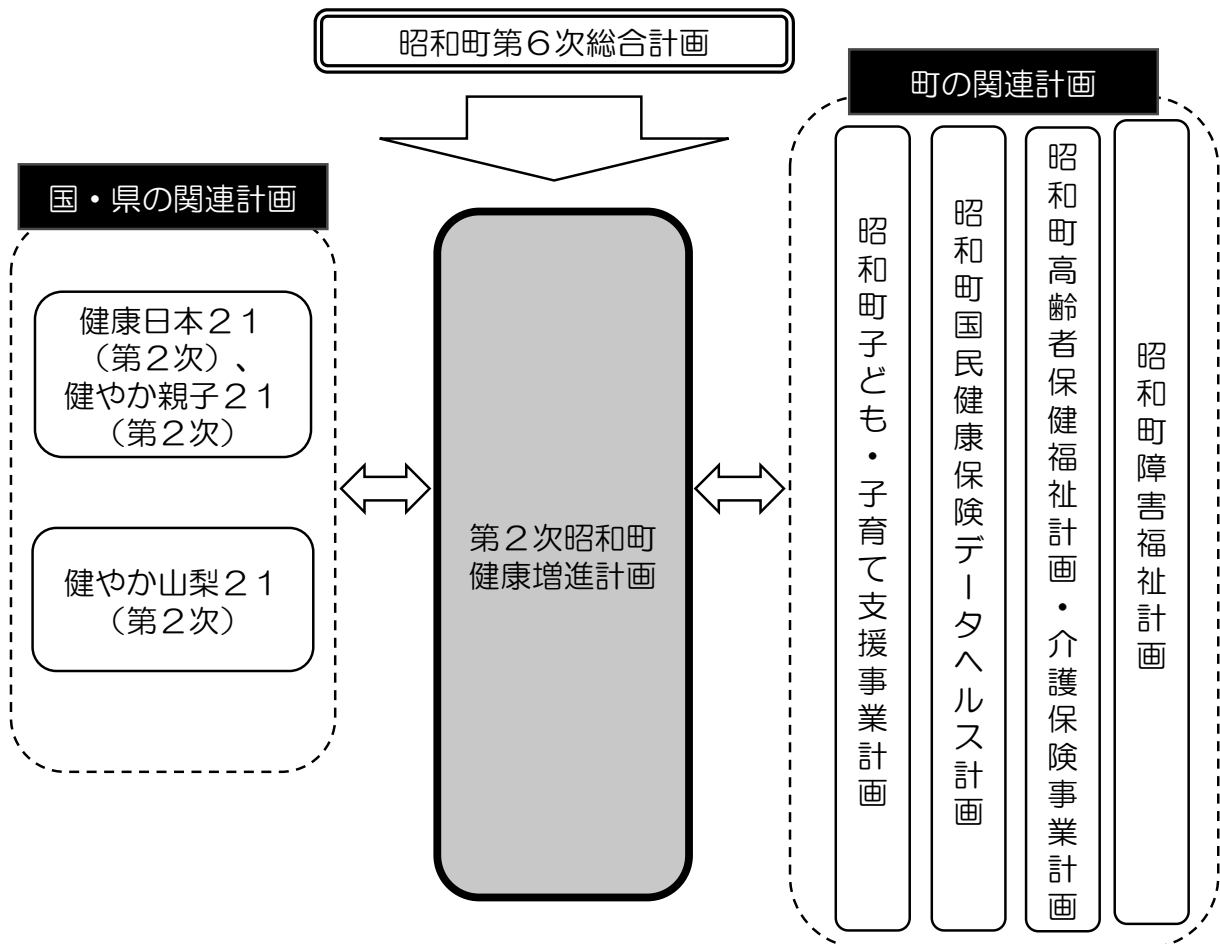 昭和町第６次総合計画
町の関連計画
国・県の関連計画
健康日本２１
（第２次）、
健やか親子２１
（第２次）
健やか山梨２１
（第２次）
第２次昭和町
健康増進計画
昭和町子ども・子育て支援事業計画
昭和町国民健康保険データヘルス計画
昭和町高齢者保健福祉計画・介護保険事業計画
昭和町障害福祉計画